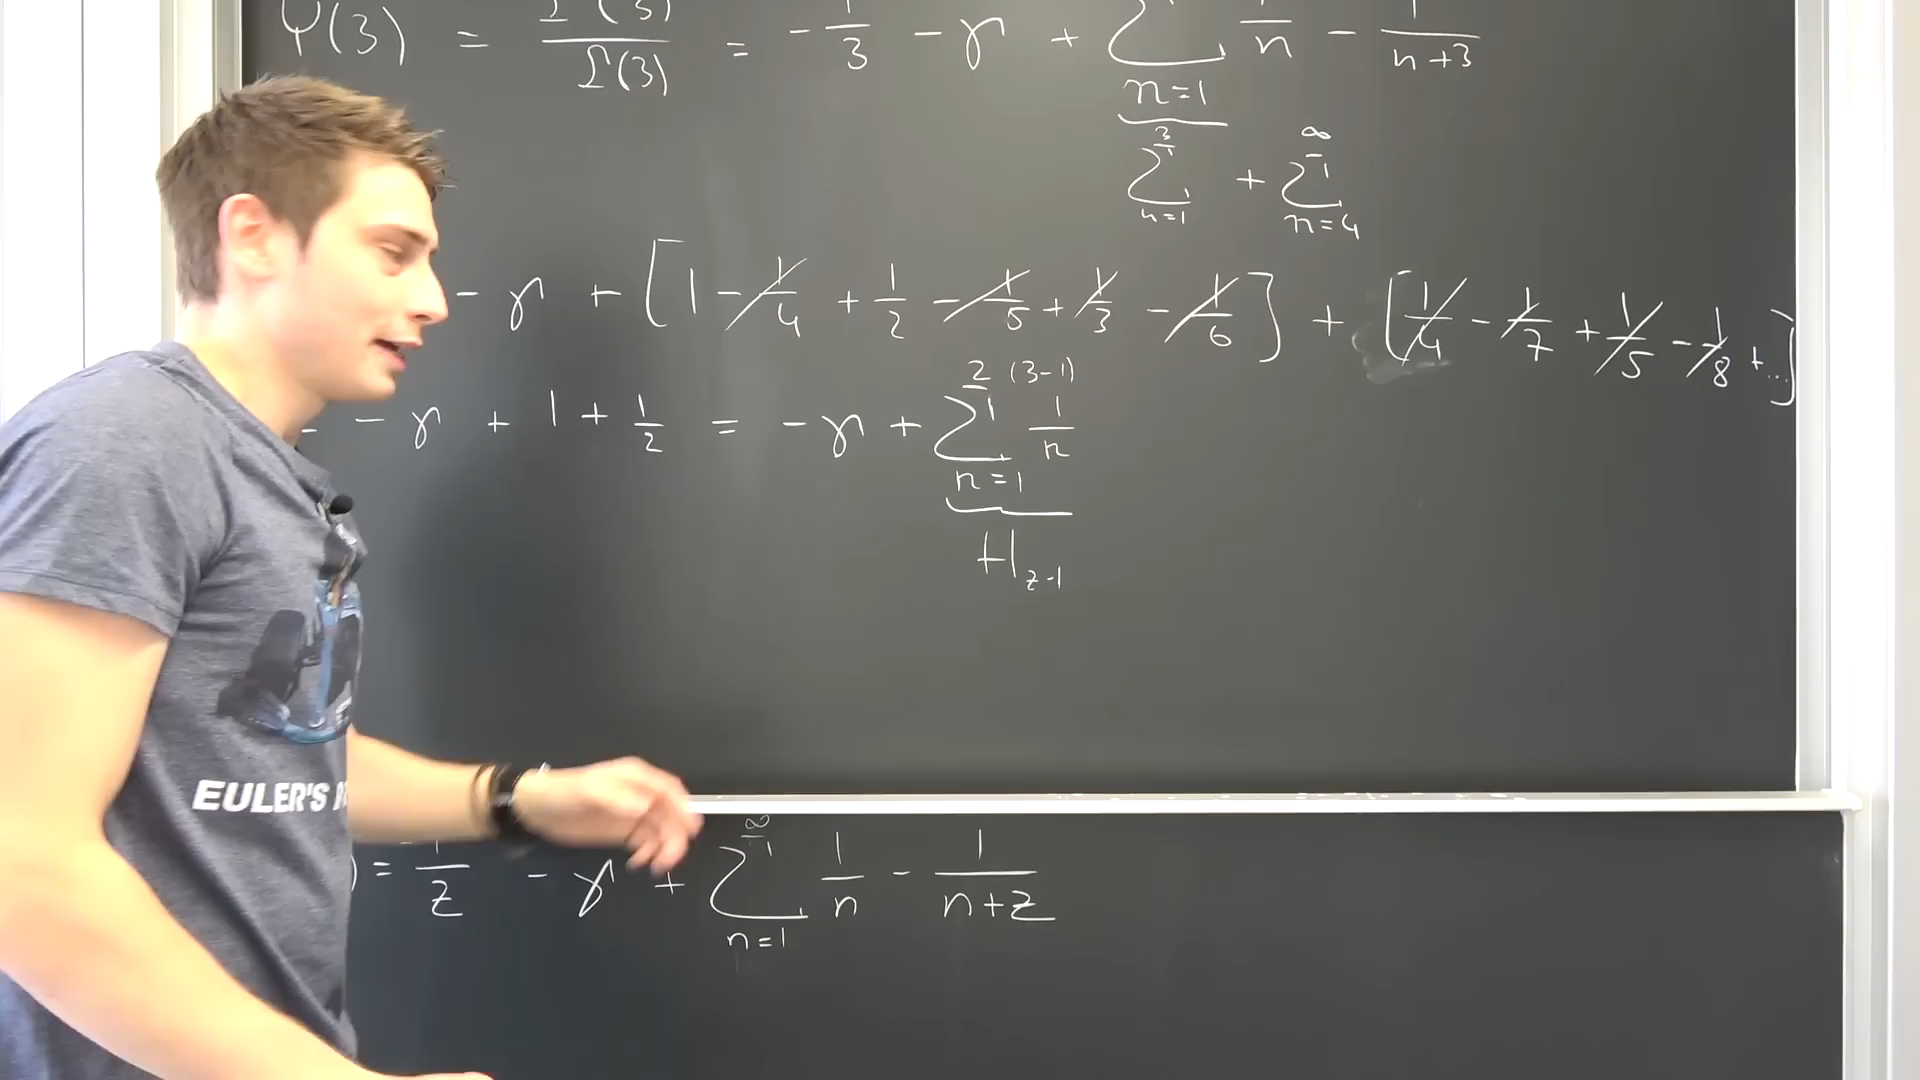 Ψ(3) = Γ'(3)/Γ(3) = - 1/3 - γ + ∑ n=1 1/n - 1/(n+3)
∑ n=1 3 + ∑ n=4 ∞
- γ + [1 - 1/4 + 1/2 - 1/5 + 1/3 - 1/6] + [1/4 - 1/7 + 1/5 - 1/8 + ...]
= - γ + 1 + 1/2 = - γ + ∑ n=1 2 (3-1) 1/n
H z-1
EULER'S
) = - 1/z - γ + ∑ n=1 ∞ 1/n - 1/(n+z)